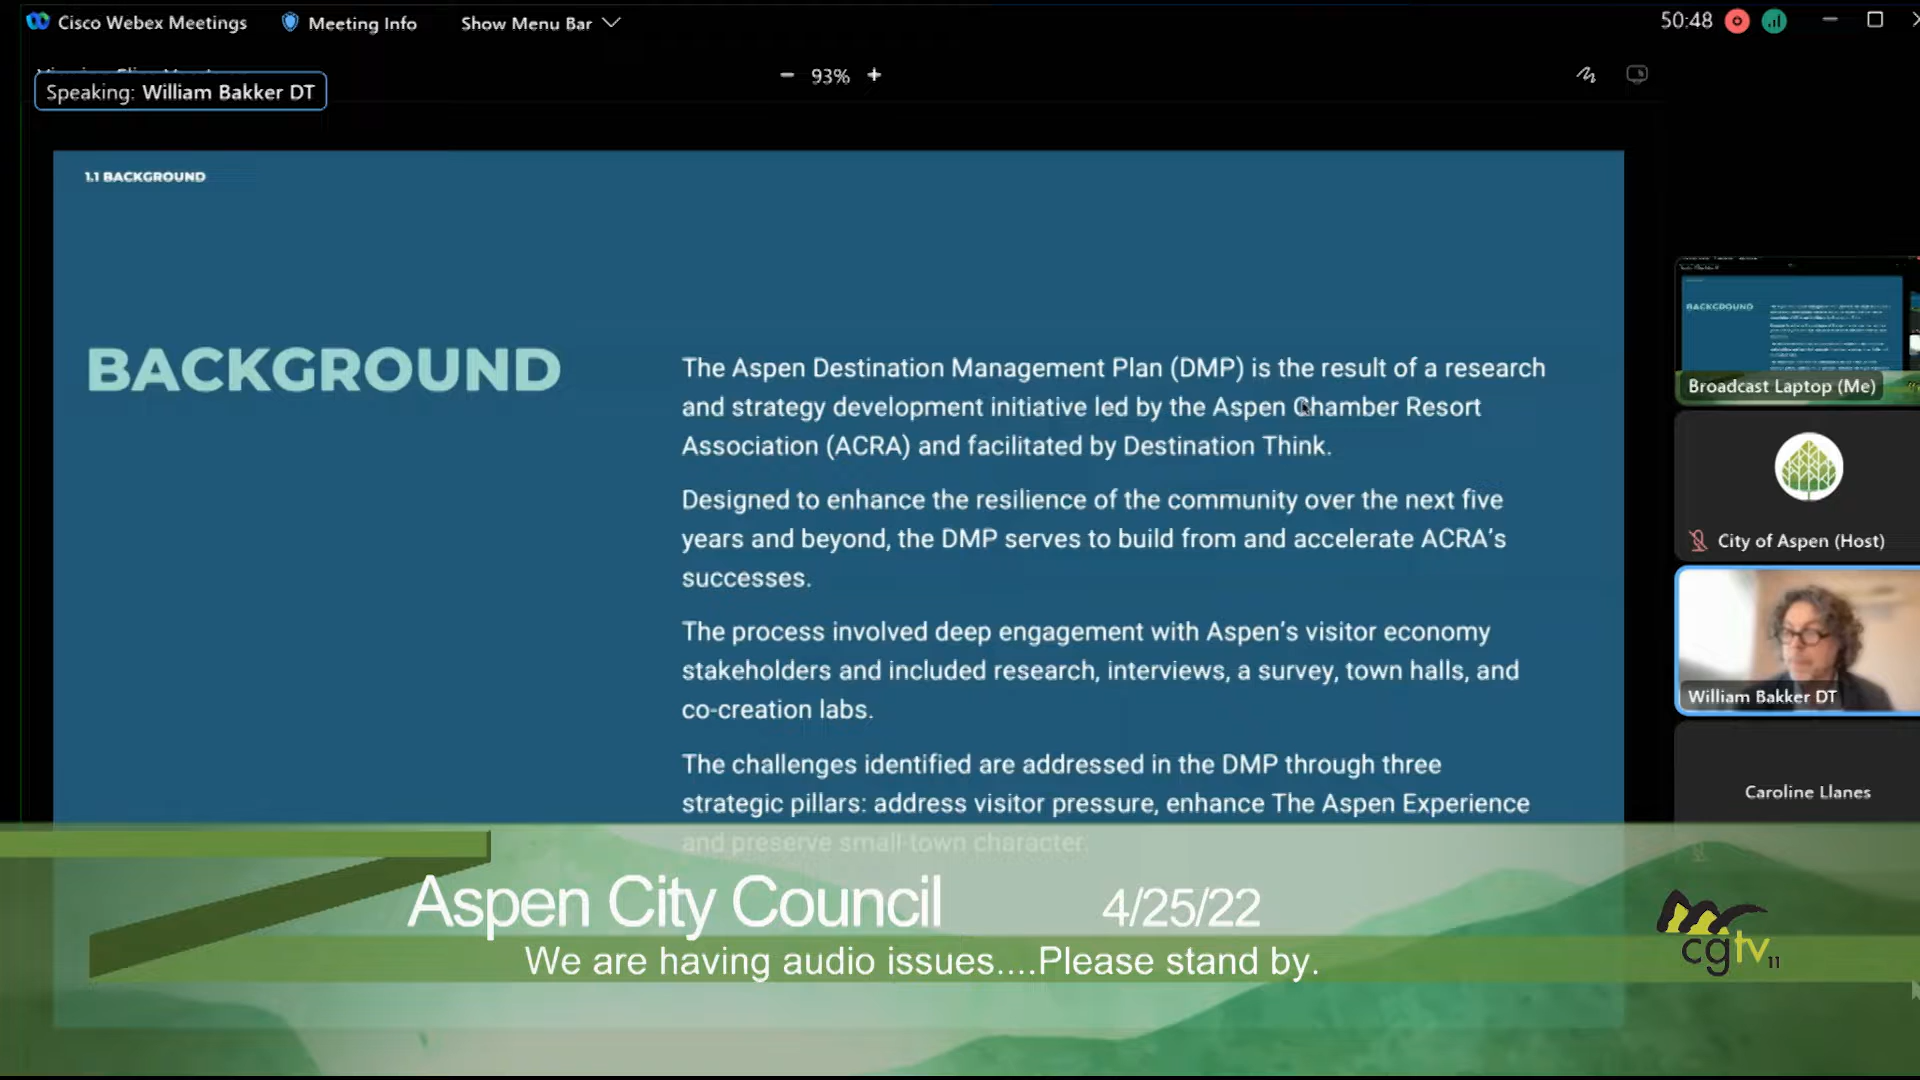 Cisco Webex Meetings
Meeting Info
Show Menu Bar
50:48
Speaking: William Bakker DT
93%
1.1 BACKGROUND
BACKGROUND
The Aspen Destination Management Plan (DMP) is the result of a research
and strategy development initiative led by the Aspen Chamber Resort
Association (ACRA) and facilitated by Destination Think.
Designed to enhance the resilience of the community over the next five
years and beyond, the DMP serves to build from and accelerate ACRA's
successes.
The process involved deep engagement with Aspen's visitor economy
stakeholders and included research, interviews, a survey, town halls, and
co-creation labs.
The challenges identified are addressed in the DMP through three
strategic pillars: address visitor pressure, enhance The Aspen Experience
and preserve small-town character.
BACKGROUND
Broadcast Laptop (Me)
City of Aspen (Host)
William Bakker DT
Caroline Llanes
Aspen City Council
4/25/22
We are having audio issues....Please stand by.
cgtv11